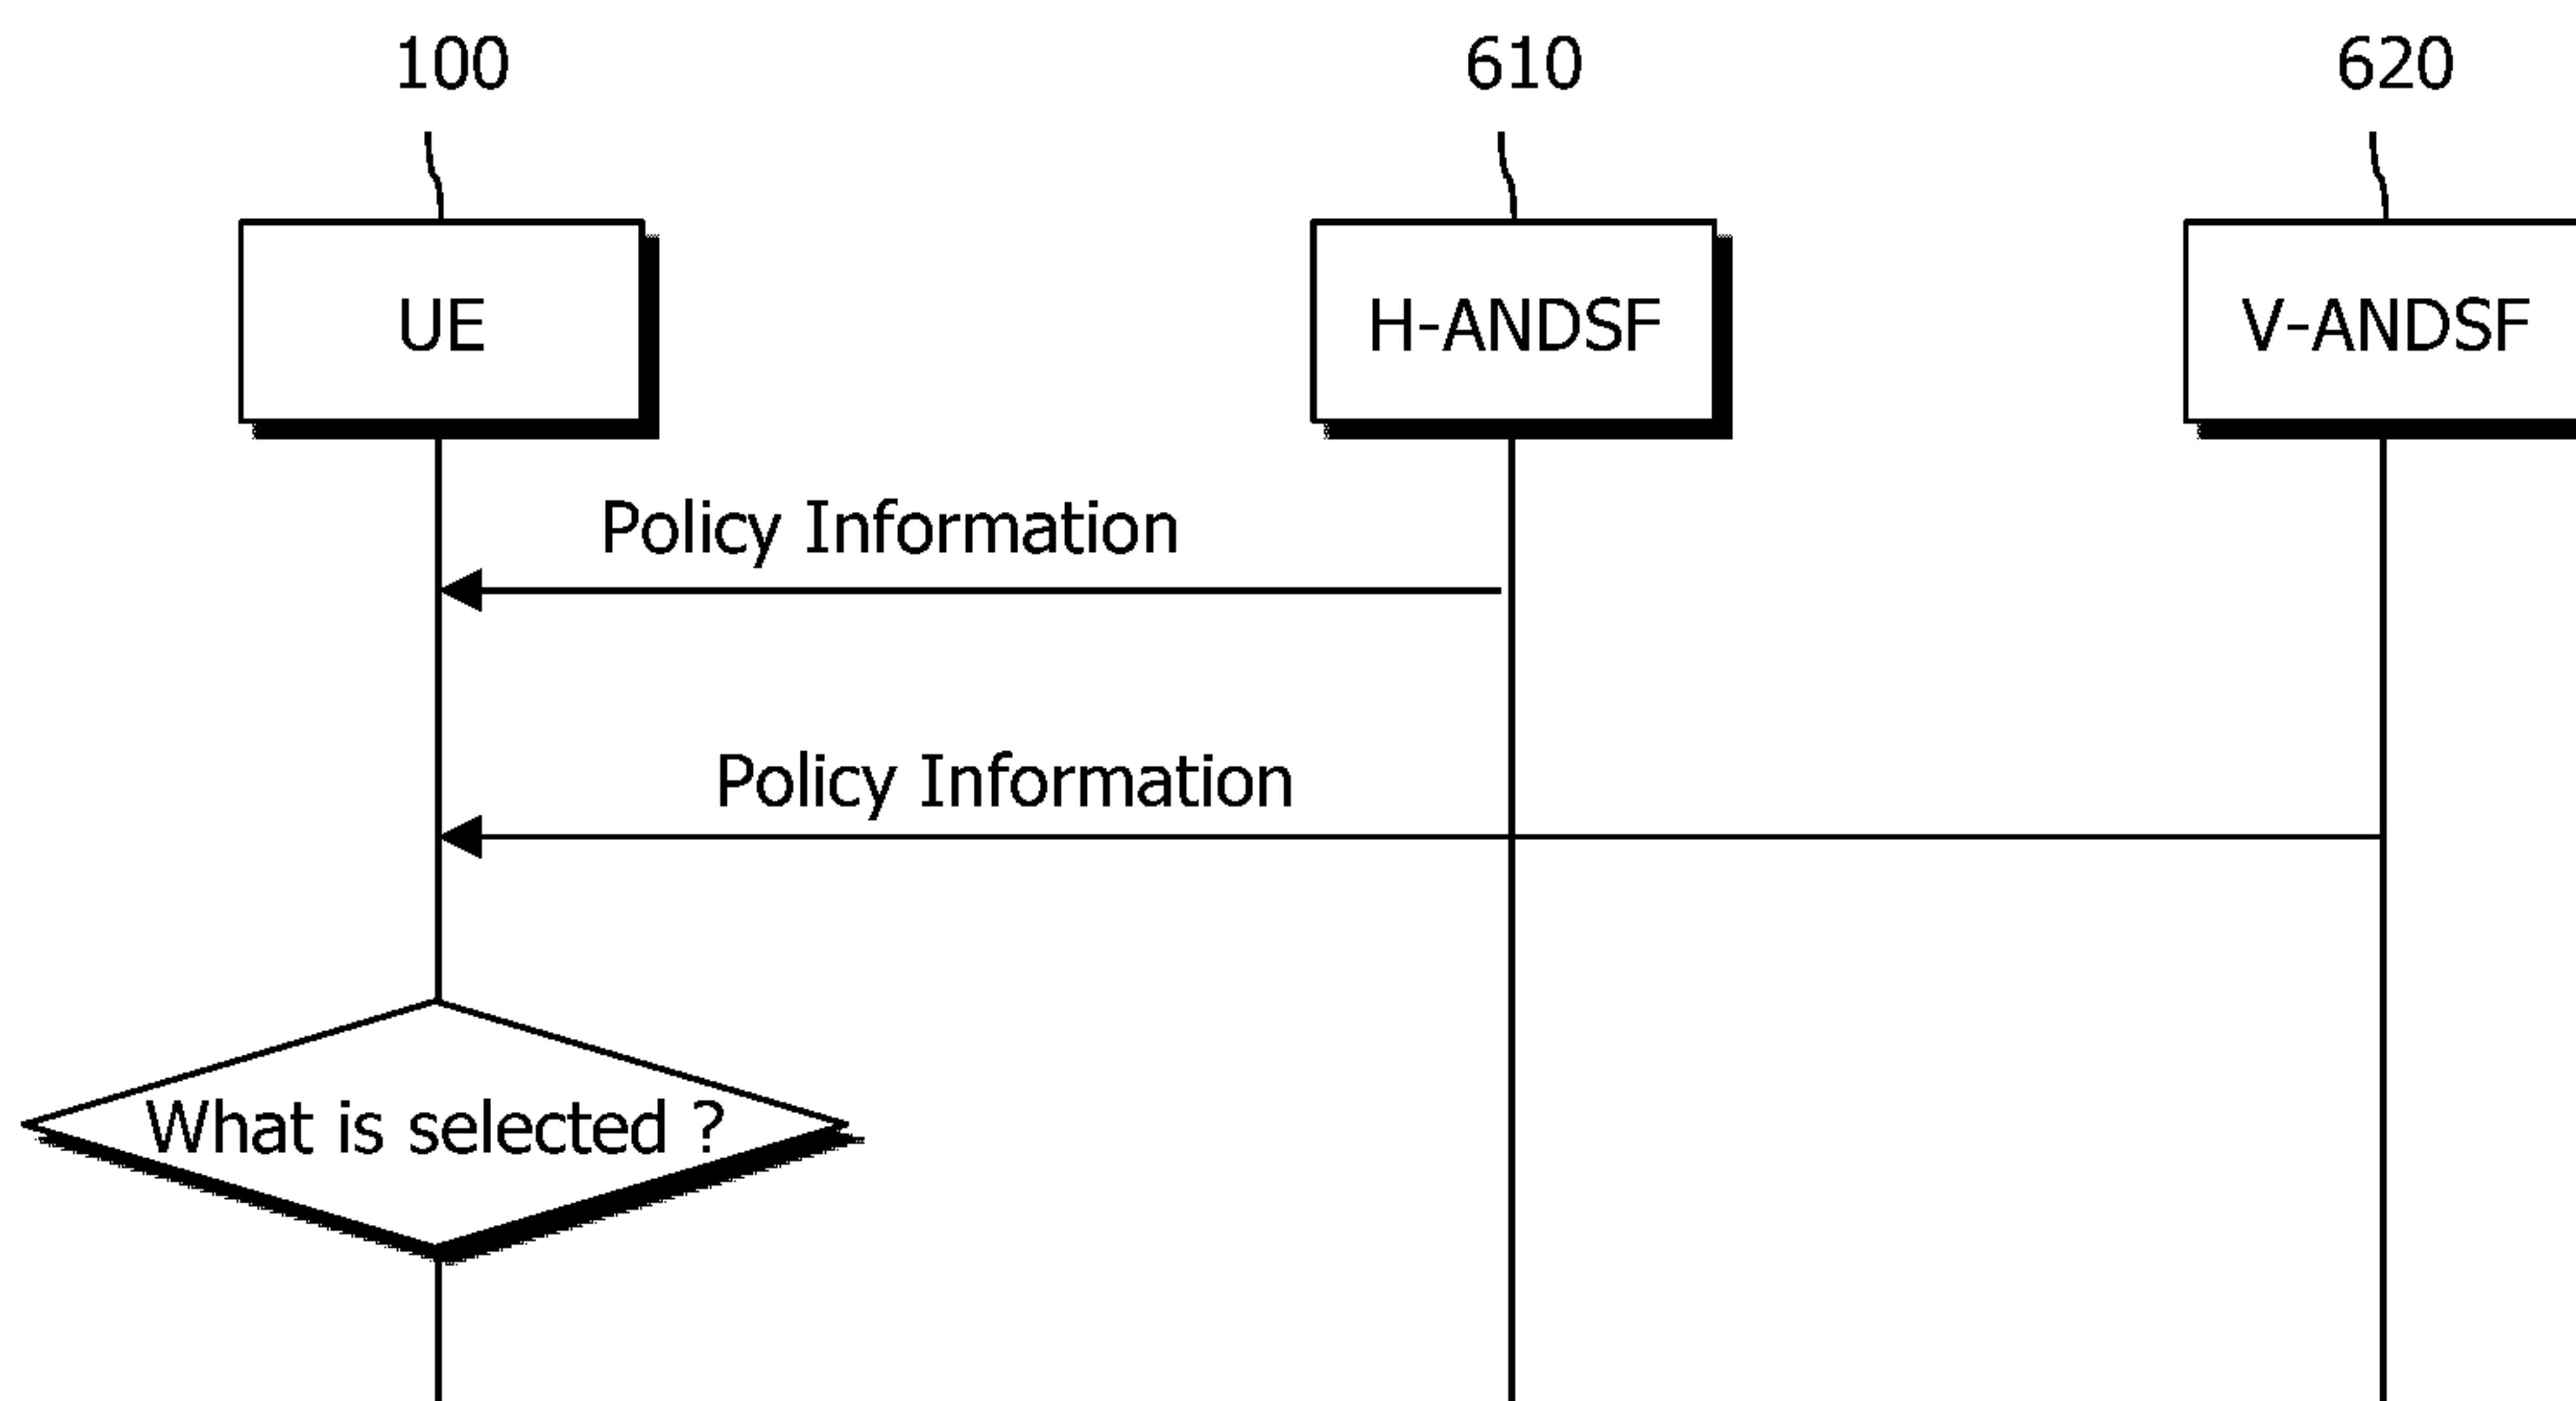 100
610
620
UE
H-ANDSF
V-ANDSF
Policy Information
Policy Information
What is selected ?